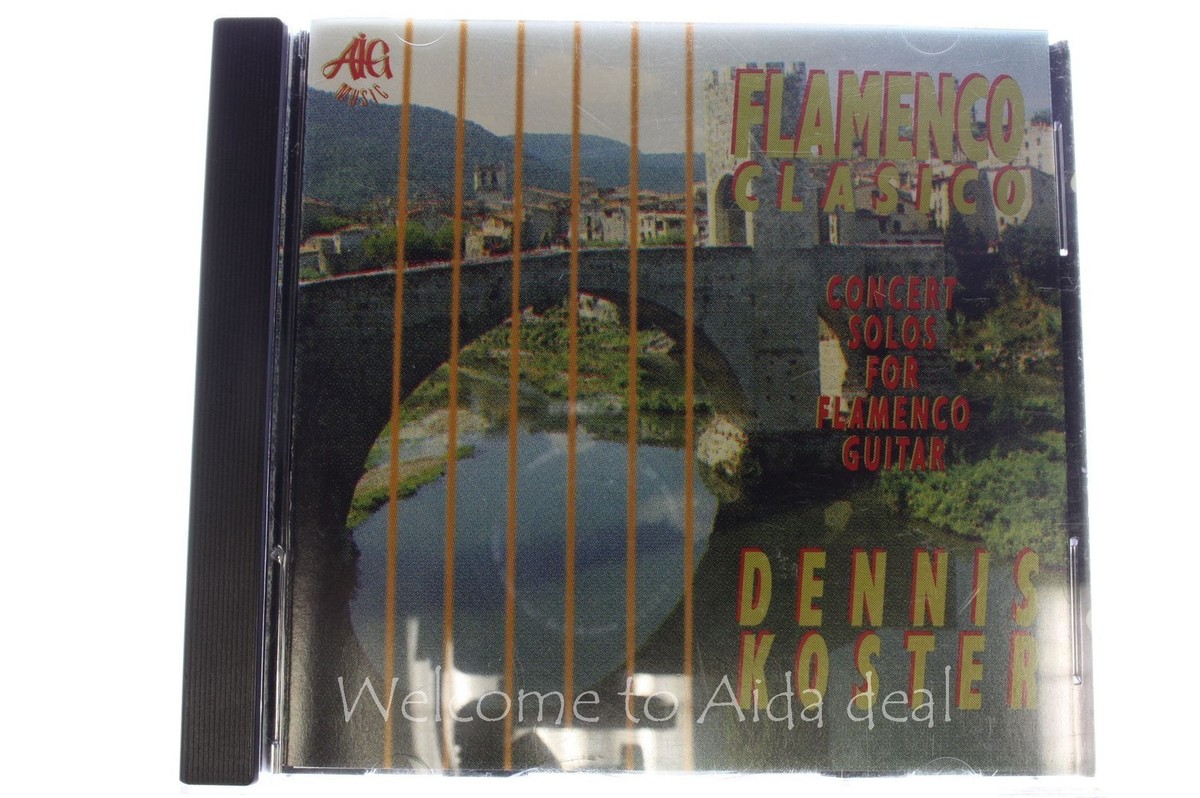 AiG
MUSIC
FLAMENCO
CLASICO
CONCERT
SOLOS
FOR
FLAMENCO
GUITAR
DENNIS
KOSTER
Welcome to Aida deal